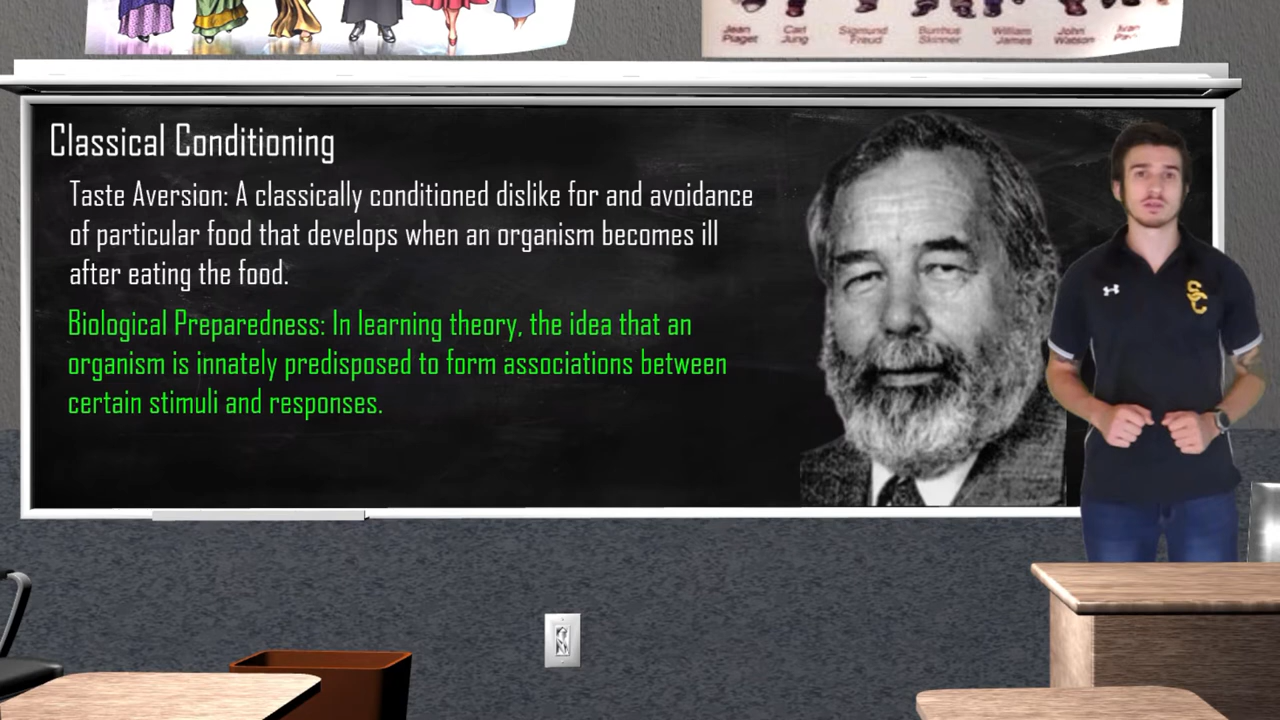 Jean Carl Sigmund Burrhus William John Ivan
Piaget Jung Freud Skinner James Watson
Classical Conditioning
Taste Aversion: A classically conditioned dislike for and avoidance
of particular food that develops when an organism becomes ill
after eating the food.
Biological Preparedness: In learning theory, the idea that an
organism is innately predisposed to form associations between
certain stimuli and responses.
SC